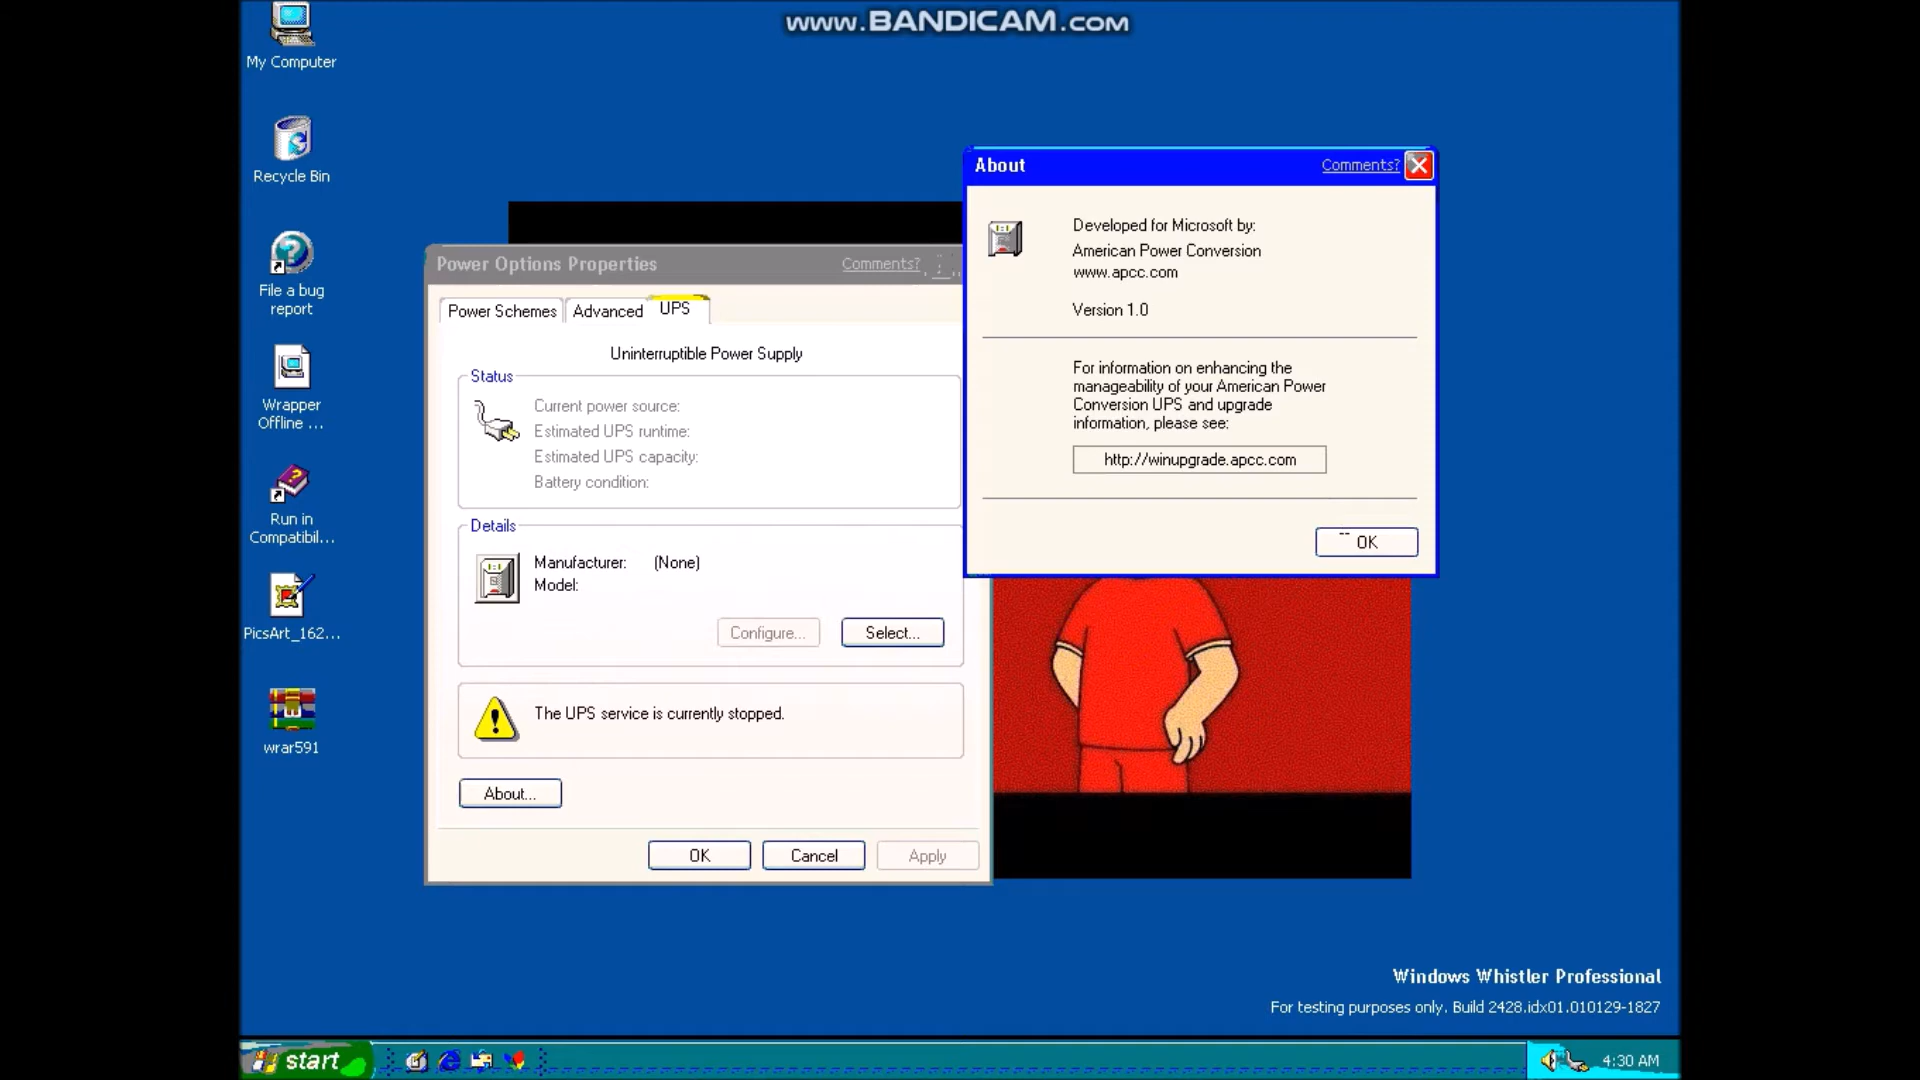 www.BANDICAM.com
My Computer
Recycle Bin
File a bug
report
Wrapper
Offline ...
Run in
Compatibil...
PicsArt_162...
wrar591
Power Options Properties
Comments?
Power Schemes
Advanced
UPS
Uninterruptible Power Supply
Status
Current power source:
Estimated UPS runtime:
Estimated UPS capacity:
Battery condition:
Details
Manufacturer: (None)
Model:
Configure...
Select...
The UPS service is currently stopped.
About...
OK
Cancel
Apply
About
Comments?
Developed for Microsoft by:
American Power Conversion
www.apcc.com
Version 1.0
For information on enhancing the
manageability of your American Power
Conversion UPS and upgrade
information, please see:
http://winupgrade.apcc.com
OK
Windows Whistler Professional
For testing purposes only. Build 2428.idx01.010129-1827
start
4:30 AM